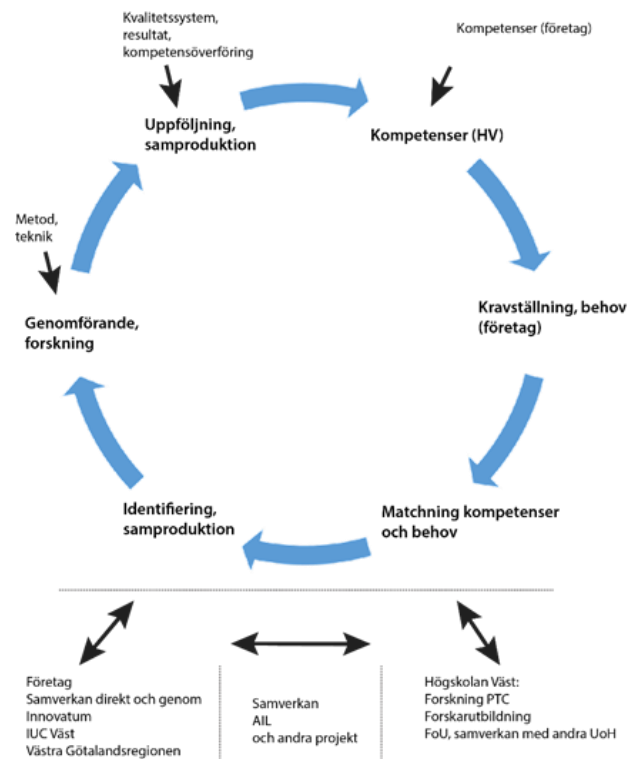 Kvalitetssystem,
resultat,
kompetensöverföring
Kompetenser (företag)
Uppföljning,
samproduktion
Kompetenser (HV)
Metod,
teknik
Genomförande,
forskning
Kravställning, behov
(företag)
Identifiering,
samproduktion
Matchning kompetenser
och behov
Företag
Samverkan direkt och genom
Innovatum
IUC Väst
Västra Götalandsregionen
Samverkan
AIL
och andra projekt
Högskolan Väst:
Forskning PTC
Forskarutbildning
FoU, samverkan med andra UoH